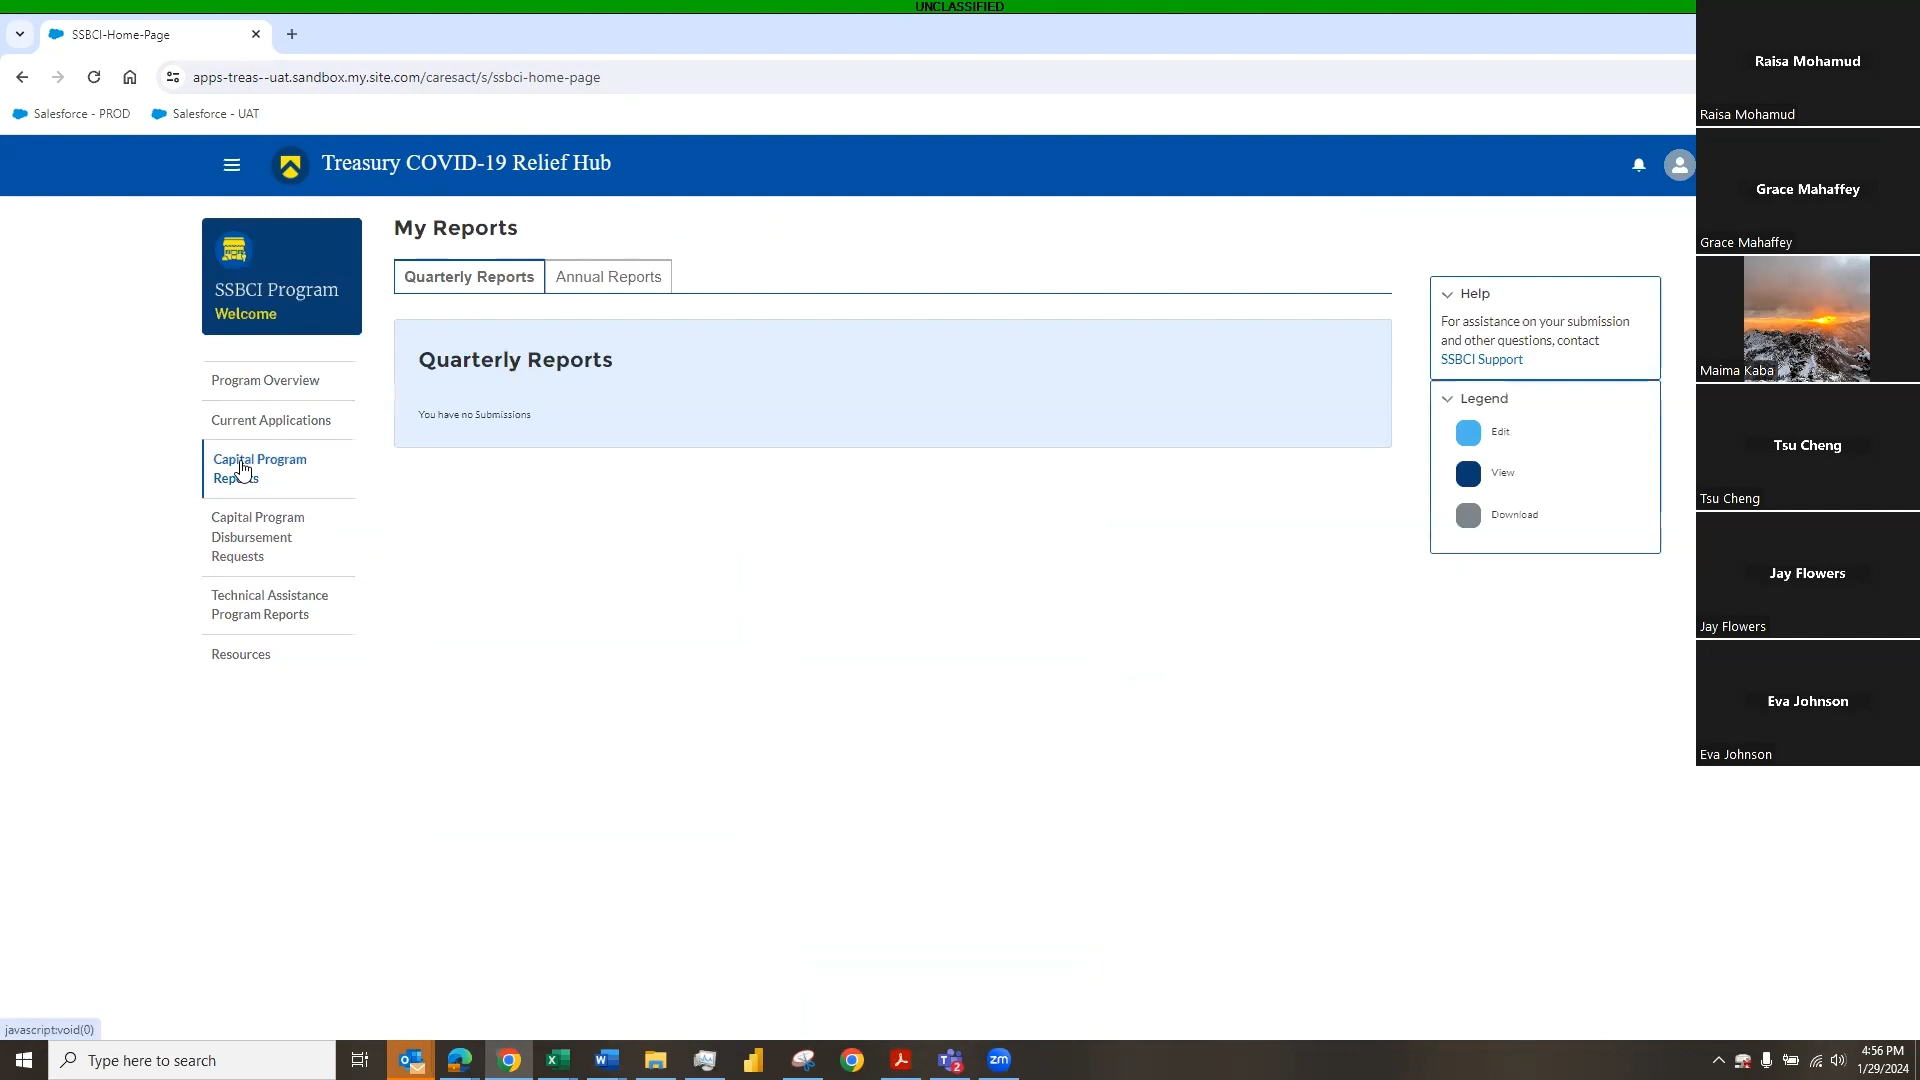 UNCLASSIFIED
SSBCI-Home-Page
apps-treas--uat.sandbox.my.site.com/caresact/s/ssbci-home-page
Salesforce - PROD
Salesforce - UAT
Treasury COVID-19 Relief Hub
SSBCI Program
Welcome
Program Overview
Current Applications
Capital Program
Reports
Capital Program
Disbursement
Requests
Technical Assistance
Program Reports
Resources
My Reports
Quarterly Reports
Annual Reports
Quarterly Reports
You have no Submissions
Help
For assistance on your submission
and other questions, contact
SSBCI Support
Legend
Edit
View
Download
Raisa Mohamud
Raisa Mohamud
Grace Mahaffey
Grace Mahaffey
Maima Kaba
Tsu Cheng
Tsu Cheng
Jay Flowers
Jay Flowers
Eva Johnson
Eva Johnson
javascript:void(0)
Type here to search
zm
4:56 PM
1/29/2024